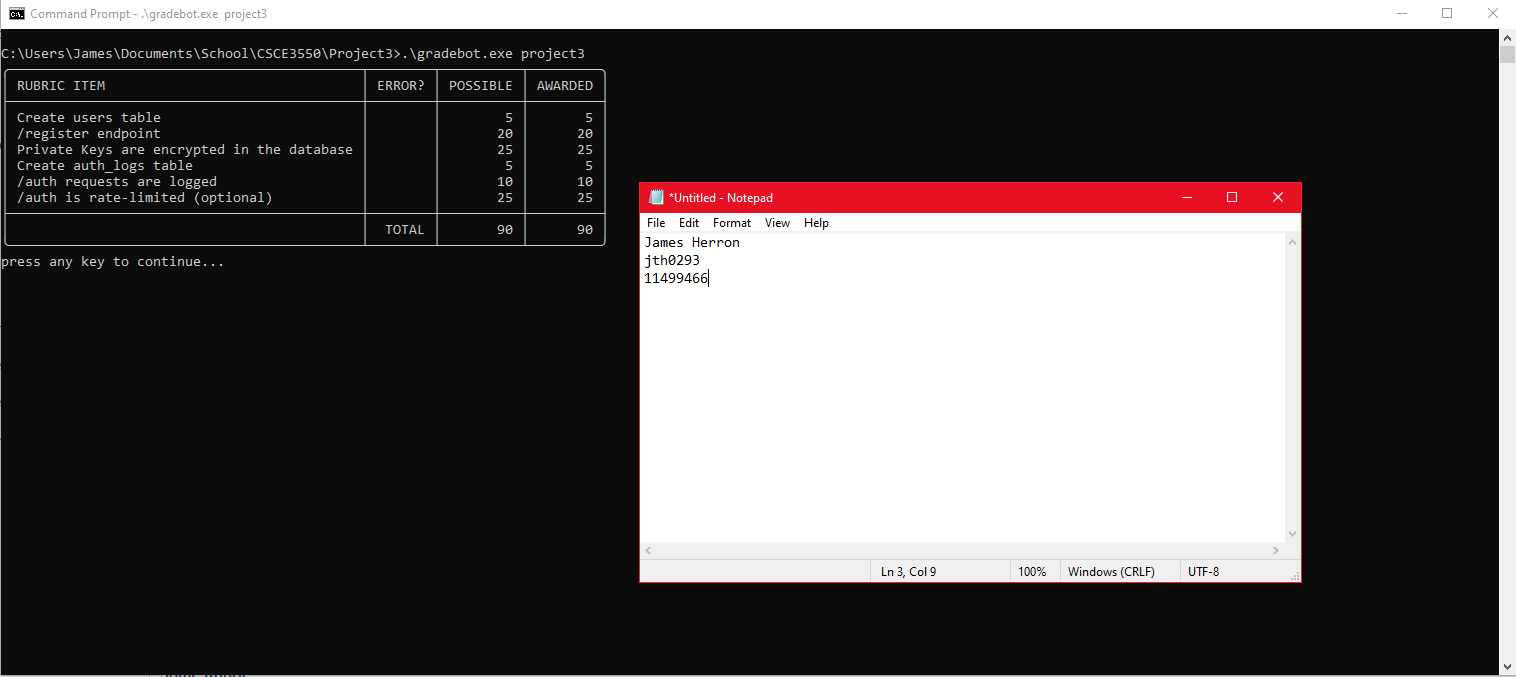 Command Prompt - .\gradebot.exe  project3
C:\Users\James\Documents\School\CSCE3550\Project3>.\gradebot.exe project3
RUBRIC ITEM ERROR? POSSIBLE AWARDED
Create users table 5 5
/register endpoint 20 20
Private Keys are encrypted in the database 25 25
Create auth_logs table 5 5
/auth requests are logged 10 10
/auth is rate-limited (optional) 25 25
TOTAL 90 90
press any key to continue...
*Untitled - Notepad
File Edit Format View Help
James Herron
jth0293
11499466
Ln 3, Col 9 100% Windows (CRLF) UTF-8